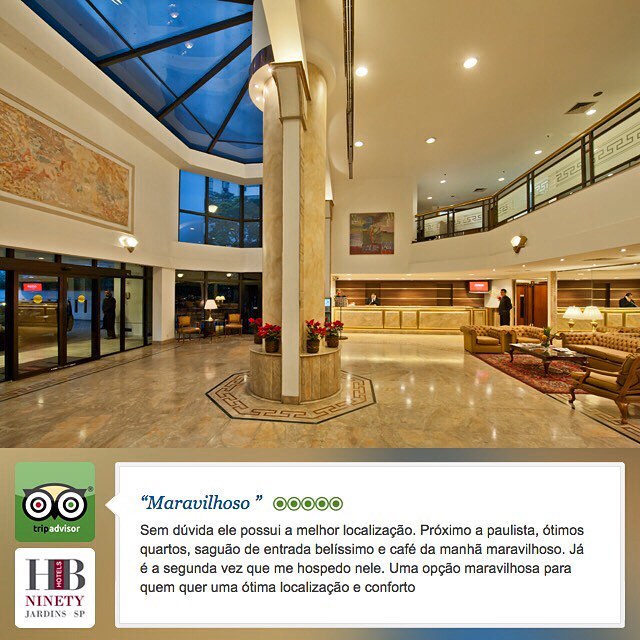 “Maravilhoso ”
Sem dúvida ele possui a melhor localização. Próximo a paulista, ótimos
quartos, saguão de entrada belíssimo e café da manhã maravilhoso. Já
é a segunda vez que me hospedo nele. Uma opção maravilhosa para
quem quer uma ótima localização e conforto
tripadvisor®
HB
HOTELS
NINETY
JARDINS SP